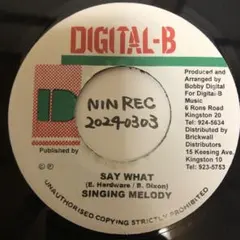 DIGITAL-B
Produced and
Arranged by
Bobby Digital
For Digital-B
Music
6 Rons Road
Kingston 20
Tel: 924-5634
Distributed by
Brickwall
Distributors
15 Keesing Ave.
Kingston 10
Tel: 923-5753
NIN REC
20240303
Published by
SAY WHAT
(E. Hardware / B. Dixon)
SINGING MELODY
UNAUTHORISED COPYING STRICTLY PROHIBITED